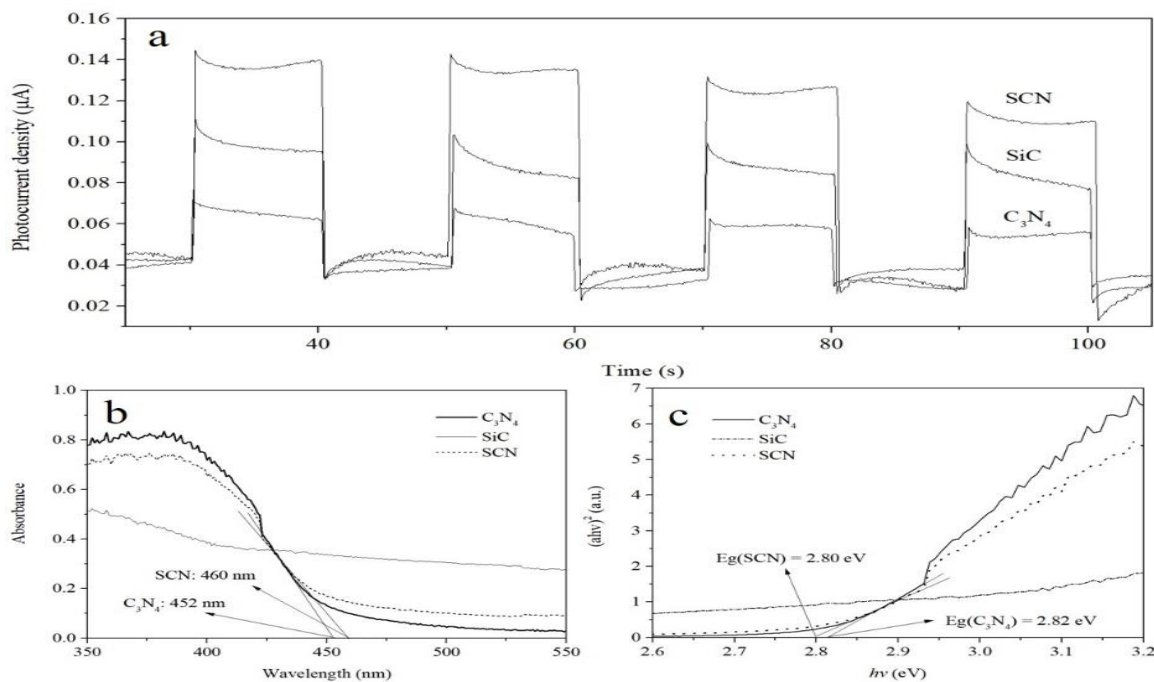 a
0.16
0.14
0.12
0.10
0.08
0.06
0.04
0.02
Photocurrent density (μA)
SCN
SiC
C₃N₄
40
60
80
100
Time (s)
b
1.0
0.8
0.6
0.4
0.2
0.0
Absorbance
C₃N₄
SiC
SCN
SCN: 460 nm
C₃N₄: 452 nm
350
400
450
500
550
Wavelength (nm)
c
7
6
5
4
3
2
1
0
(ahv)² (a.u.)
C₃N₄
SiC
SCN
Eg(SCN) = 2.80 eV
Eg(C₃N₄) = 2.82 eV
2.6
2.7
2.8
2.9
3.0
3.1
3.2
hv (eV)